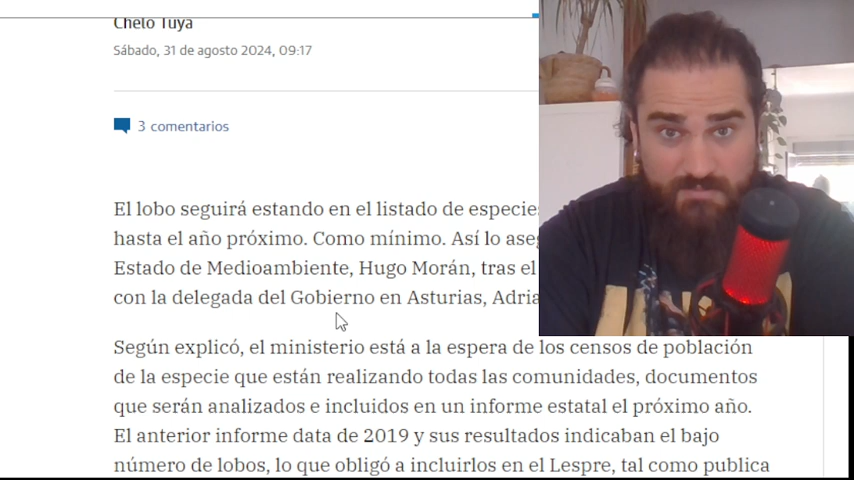 Chelo Tuya
Sábado, 31 de agosto 2024, 09:17
3 comentarios
El lobo seguirá estando en el listado de especies
hasta el año próximo. Como mínimo. Así lo
Estado de Medioambiente, Hugo Morán, tras el
con la delegada del Gobierno en Asturias,
Según explicó, el ministerio está a la espera de los censos de población
de la especie que están realizando todas las comunidades, documentos
que serán analizados e incluidos en un informe estatal el próximo año.
El anterior informe data de 2019 y sus resultados indicaban el bajo
número de lobos, lo que obligó a incluirlos en el Lespre, tal como publica